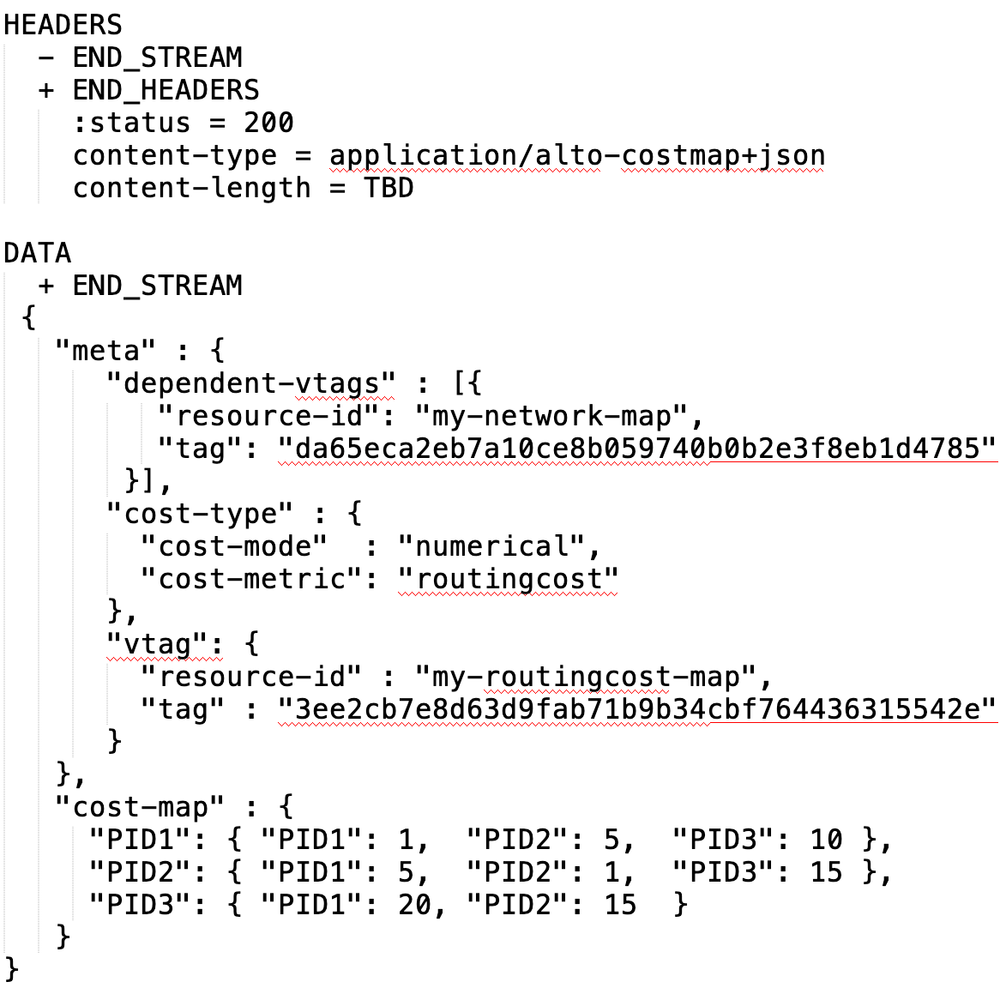 HEADERS
  - END_STREAM
  + END_HEADERS
    :status = 200
    content-type = application/alto-costmap+json
    content-length = TBD

DATA
  + END_STREAM
 {
   "meta" : {
      "dependent-vtags" : [{
         "resource-id": "my-network-map",
         "tag": "da65eca2eb7a10ce8b059740b0b2e3f8eb1d4785"
       }],
      "cost-type" : {
        "cost-mode"  : "numerical",
        "cost-metric": "routingcost"
      },
      "vtag": {
        "resource-id" : "my-routingcost-map",
        "tag" : "3ee2cb7e8d63d9fab71b9b34cbf764436315542e"
      }
   },
   "cost-map" : {
     "PID1": { "PID1": 1,  "PID2": 5,  "PID3": 10 },
     "PID2": { "PID1": 5,  "PID2": 1,  "PID3": 15 },
     "PID3": { "PID1": 20, "PID2": 15  }
   }
}